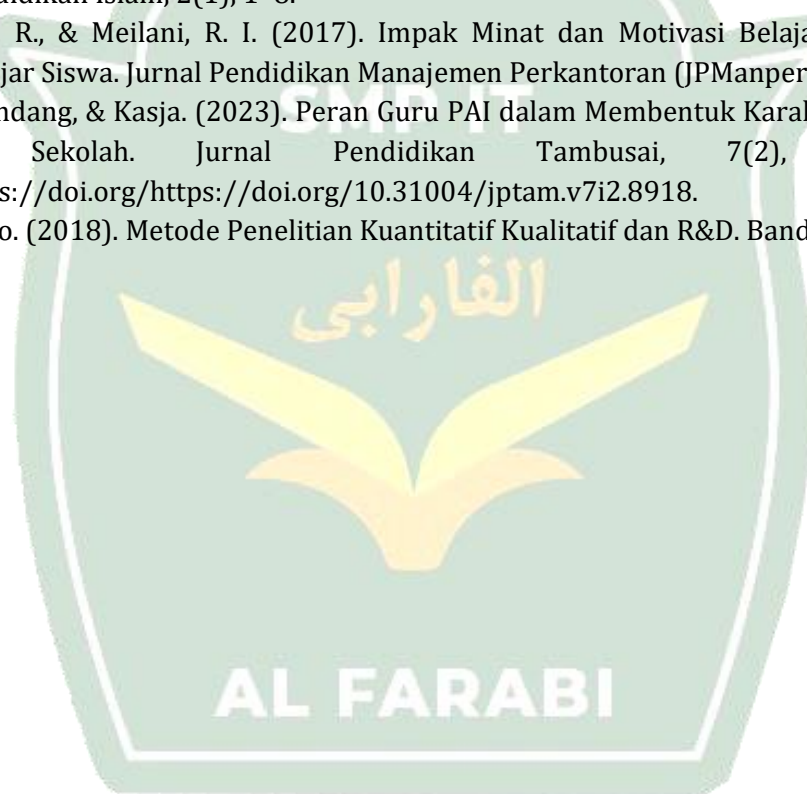 didikan Islam, 2(1), 1–8.
R., & Meilani, R. I. (2017). Impak Minat dan Motivasi Belaja
jar Siswa. Jurnal Pendidikan Manajemen Perkantoran (JPManper
ndang, & Kasja. (2023). Peran Guru PAI dalam Membentuk Karal
SMP IT
Sekolah. Jurnal Pendidikan Tambusai, 7(2),
s://doi.org/https://doi.org/10.31004/jptam.v7i2.8918.
o. (2018). Metode Penelitian Kuantitatif Kualitatif dan R&D. Band
الفارابي
AL FARABI